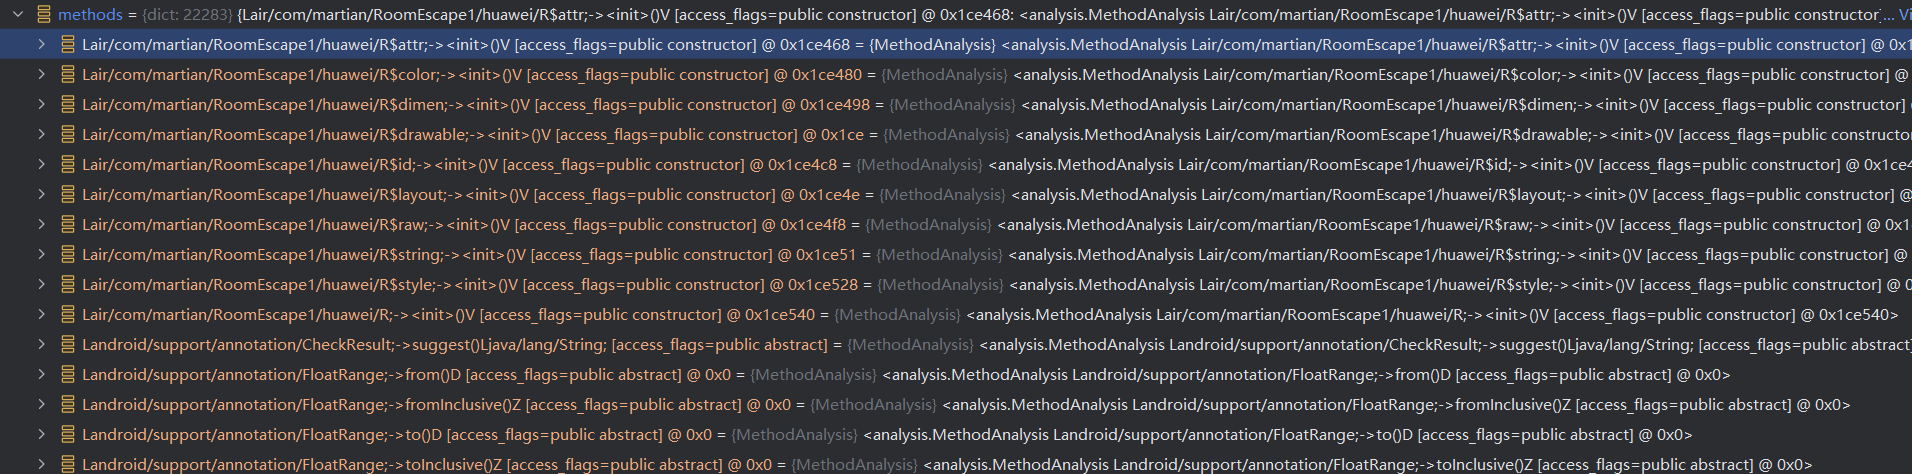 methods = {dict: 22283} {Lair/com/martian/RoomEscape1/huawei/R$attr;-><init>()V [access_flags=public constructor] @ 0x1ce468: <analysis.MethodAnalysis Lair/com/martian/RoomEscape1/huawei/R$attr;-><init>()V [access_flags=public constructor] ... Vi
Lair/com/martian/RoomEscape1/huawei/R$attr;-><init>()V [access_flags=public constructor] @ 0x1ce468 = {MethodAnalysis} <analysis.MethodAnalysis Lair/com/martian/RoomEscape1/huawei/R$attr;-><init>()V [access_flags=public constructor] @ 0x1
Lair/com/martian/RoomEscape1/huawei/R$color;-><init>()V [access_flags=public constructor] @ 0x1ce480 = {MethodAnalysis} <analysis.MethodAnalysis Lair/com/martian/RoomEscape1/huawei/R$color;-><init>()V [access_flags=public constructor] @
Lair/com/martian/RoomEscape1/huawei/R$dimen;-><init>()V [access_flags=public constructor] @ 0x1ce498 = {MethodAnalysis} <analysis.MethodAnalysis Lair/com/martian/RoomEscape1/huawei/R$dimen;-><init>()V [access_flags=public constructor]
Lair/com/martian/RoomEscape1/huawei/R$drawable;-><init>()V [access_flags=public constructor] @ 0x1ce = {MethodAnalysis} <analysis.MethodAnalysis Lair/com/martian/RoomEscape1/huawei/R$drawable;-><init>()V [access_flags=public constructo
Lair/com/martian/RoomEscape1/huawei/R$id;-><init>()V [access_flags=public constructor] @ 0x1ce4c8 = {MethodAnalysis} <analysis.MethodAnalysis Lair/com/martian/RoomEscape1/huawei/R$id;-><init>()V [access_flags=public constructor] @ 0x1ce4
Lair/com/martian/RoomEscape1/huawei/R$layout;-><init>()V [access_flags=public constructor] @ 0x1ce4e = {MethodAnalysis} <analysis.MethodAnalysis Lair/com/martian/RoomEscape1/huawei/R$layout;-><init>()V [access_flags=public constructor] @
Lair/com/martian/RoomEscape1/huawei/R$raw;-><init>()V [access_flags=public constructor] @ 0x1ce4f8 = {MethodAnalysis} <analysis.MethodAnalysis Lair/com/martian/RoomEscape1/huawei/R$raw;-><init>()V [access_flags=public constructor] @ 0x1
Lair/com/martian/RoomEscape1/huawei/R$string;-><init>()V [access_flags=public constructor] @ 0x1ce51 = {MethodAnalysis} <analysis.MethodAnalysis Lair/com/martian/RoomEscape1/huawei/R$string;-><init>()V [access_flags=public constructor] @
Lair/com/martian/RoomEscape1/huawei/R$style;-><init>()V [access_flags=public constructor] @ 0x1ce528 = {MethodAnalysis} <analysis.MethodAnalysis Lair/com/martian/RoomEscape1/huawei/R$style;-><init>()V [access_flags=public constructor] @ 0
Lair/com/martian/RoomEscape1/huawei/R;-><init>()V [access_flags=public constructor] @ 0x1ce540 = {MethodAnalysis} <analysis.MethodAnalysis Lair/com/martian/RoomEscape1/huawei/R;-><init>()V [access_flags=public constructor] @ 0x1ce540>
Landroid/support/annotation/CheckResult;->suggest()Ljava/lang/String; [access_flags=public abstract] = {MethodAnalysis} <analysis.MethodAnalysis Landroid/support/annotation/CheckResult;->suggest()Ljava/lang/String; [access_flags=public abstract]
Landroid/support/annotation/FloatRange;->from()D [access_flags=public abstract] @ 0x0 = {MethodAnalysis} <analysis.MethodAnalysis Landroid/support/annotation/FloatRange;->from()D [access_flags=public abstract] @ 0x0>
Landroid/support/annotation/FloatRange;->fromInclusive()Z [access_flags=public abstract] @ 0x0 = {MethodAnalysis} <analysis.MethodAnalysis Landroid/support/annotation/FloatRange;->fromInclusive()Z [access_flags=public abstract] @ 0x0>
Landroid/support/annotation/FloatRange;->to()D [access_flags=public abstract] @ 0x0 = {MethodAnalysis} <analysis.MethodAnalysis Landroid/support/annotation/FloatRange;->to()D [access_flags=public abstract] @ 0x0>
Landroid/support/annotation/FloatRange;->toInclusive()Z [access_flags=public abstract] @ 0x0 = {MethodAnalysis} <analysis.MethodAnalysis Landroid/support/annotation/FloatRange;->toInclusive()Z [access_flags=public abstract] @ 0x0>